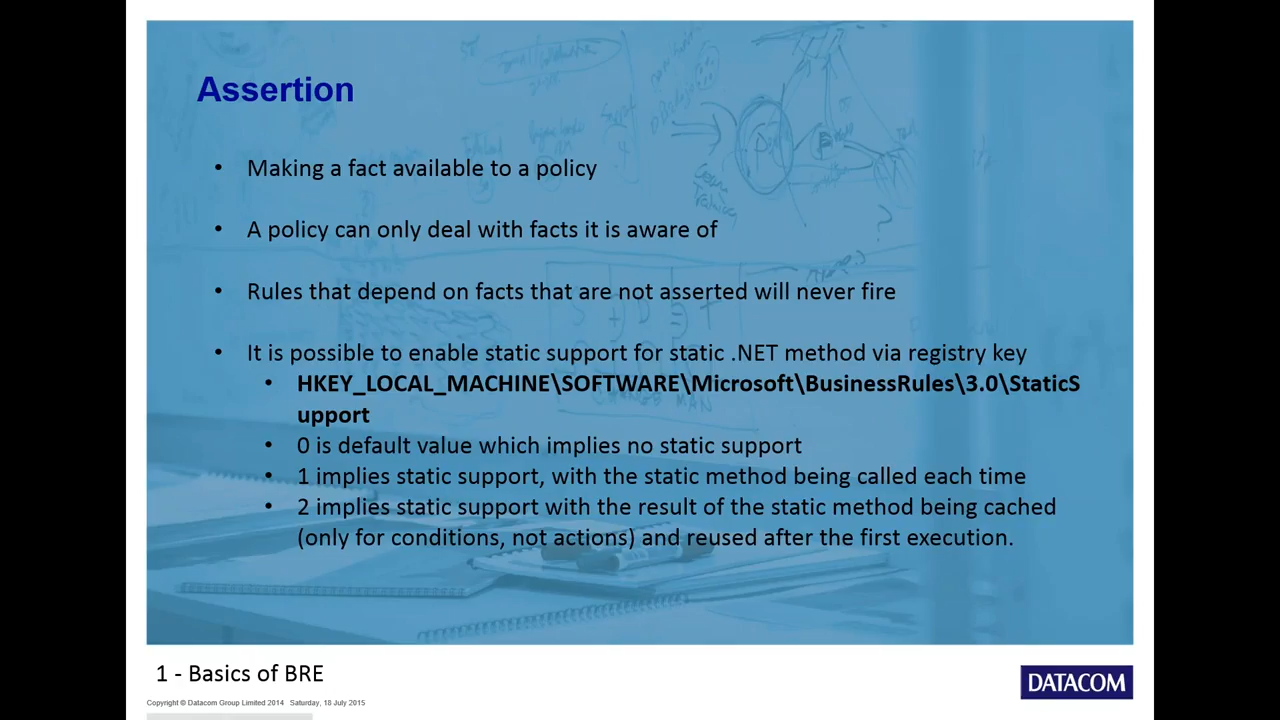 Assertion
• Making a fact available to a policy
• A policy can only deal with facts it is aware of
• Rules that depend on facts that are not asserted will never fire
• It is possible to enable static support for static .NET method via registry key
• HKEY_LOCAL_MACHINE\SOFTWARE\Microsoft\BusinessRules\3.0\StaticS
upport
• 0 is default value which implies no static support
• 1 implies static support, with the static method being called each time
• 2 implies static support with the result of the static method being cached
(only for conditions, not actions) and reused after the first execution.
1 - Basics of BRE
DATACOM
Copyright © Datacom Group Limited 2014 Saturday, 18 July 2015